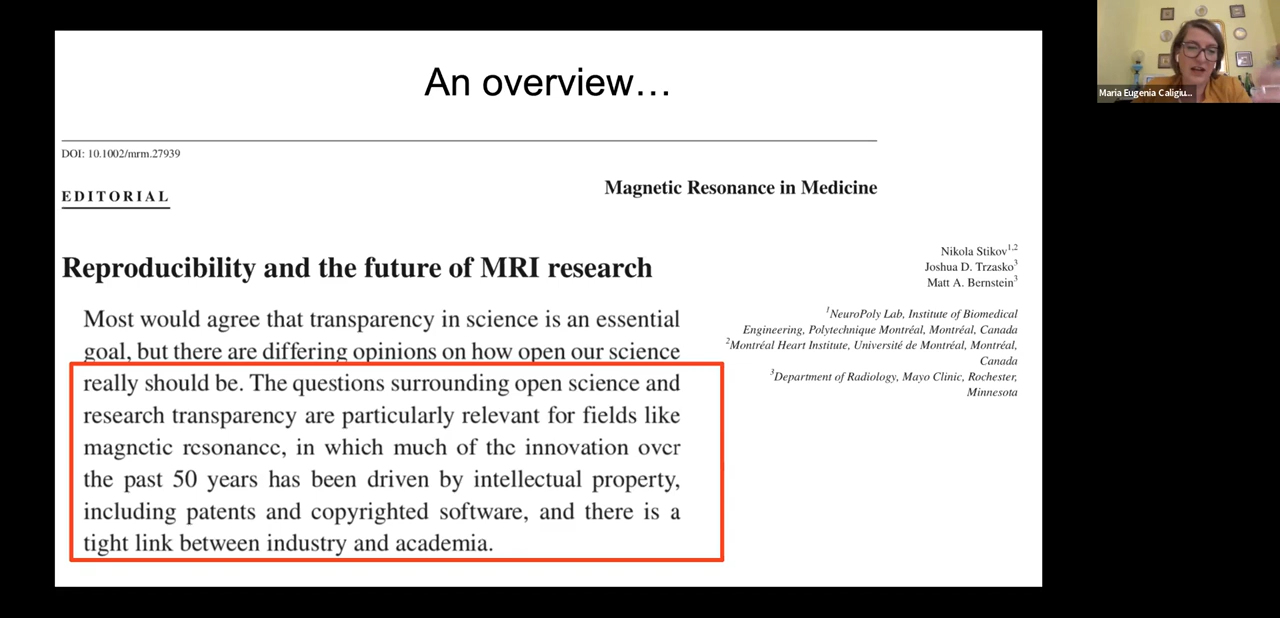 An overview…
Maria Eugenia Caligiu...
DOI: 10.1002/mrm.27939
EDITORIAL
Magnetic Resonance in Medicine
Reproducibility and the future of MRI research
Nikola Stikov1,2
Joshua D. Trzasko3
Matt A. Bernstein3
1NeuroPoly Lab, Institute of Biomedical
Engineering, Polytechnique Montréal, Montréal, Canada
2Montréal Heart Institute, Université de Montréal, Montréal,
Canada
3Department of Radiology, Mayo Clinic, Rochester,
Minnesota
Most would agree that transparency in science is an essential
goal, but there are differing opinions on how open our science
really should be. The questions surrounding open science and
research transparency are particularly relevant for fields like
magnetic resonance, in which much of the innovation over
the past 50 years has been driven by intellectual property,
including patents and copyrighted software, and there is a
tight link between industry and academia.